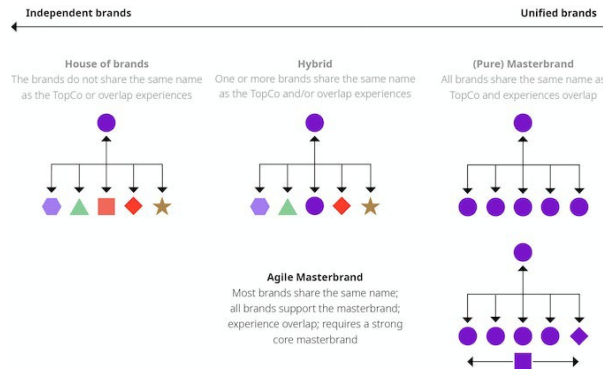 Independent brands
Unified brands
House of brands
The brands do not share the same name
as the TopCo or overlap experiences
Hybrid
One or more brands share the same name
as the TopCo and/or overlap experiences
(Pure) Masterbrand
All brands share the same name as
TopCo and experiences overlap
Agile Masterbrand
Most brands share the same name;
all brands support the masterbrand;
experience overlap; requires a strong
core masterbrand